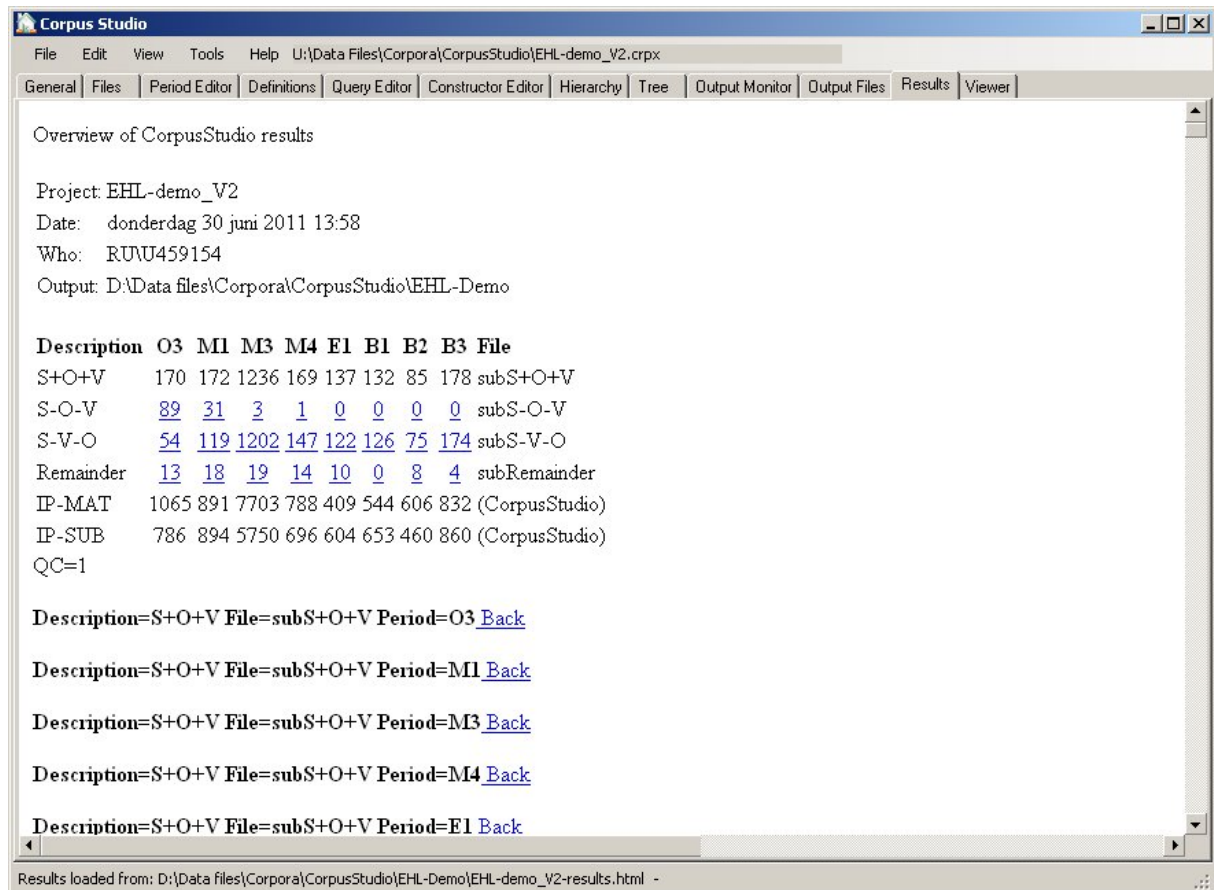 Corpus Studio
File Edit View Tools Help U:\Data Files\Corpora\CorpusStudio\EHL-demo_V2.crpx
General Files Period Editor Definitions Query Editor Constructor Editor Hierarchy Tree Output Monitor Output Files Results Viewer
Overview of CorpusStudio results
Project: EHL-demo_V2
Date: donderdag 30 juni 2011 13:58
Who: RU\U459154
Output: D:\Data files\Corpora\CorpusStudio\EHL-Demo
Description O3 M1 M3 M4 E1 B1 B2 B3 File
S+O+V 170 172 1236 169 137 132 85 178 subS+O+V
S-O-V 89 31 3 1 0 0 0 0 subS-O-V
S-V-O 54 119 1202 147 122 126 75 174 subS-V-O
Remainder 13 18 19 14 10 0 8 4 subRemainder
IP-MAT 1065 891 7703 788 409 544 606 832 (CorpusStudio)
IP-SUB 786 894 5750 696 604 653 460 860 (CorpusStudio)
QC=1
Description=S+O+V File=subS+O+V Period=O3 Back
Description=S+O+V File=subS+O+V Period=M1 Back
Description=S+O+V File=subS+O+V Period=M3 Back
Description=S+O+V File=subS+O+V Period=M4 Back
Description=S+O+V File=subS+O+V Period=E1 Back
Results loaded from: D:\Data files\Corpora\CorpusStudio\EHL-Demo\EHL-demo_V2-results.html -